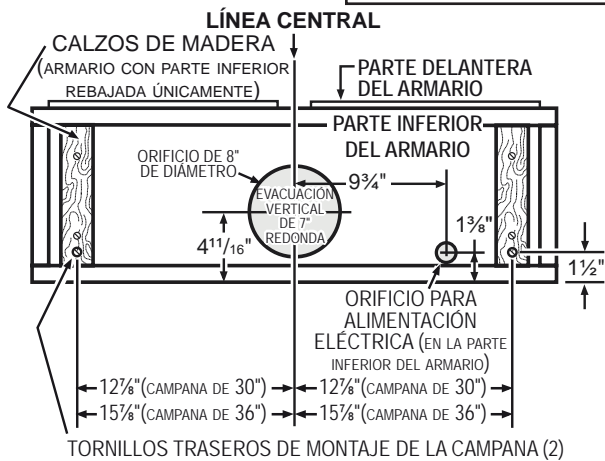 LÍNEA CENTRAL
CALZOS DE MADERA
(ARMARIO CON PARTE INFERIOR
REBAJADA ÚNICAMENTE)
PARTE DELANTERA
DEL ARMARIO
PARTE INFERIOR
DEL ARMARIO
ORIFICIO DE 8"
DE DIÁMETRO
EVACUACIÓN
VERTICAL
DE 7"
REDONDA
9¾"
4¹¹/₁₆"
1⅜"
1½"
ORIFICIO PARA
ALIMENTACIÓN
ELÉCTRICA (EN LA PARTE
INFERIOR DEL ARMARIO)
12⅞" (CAMPANA DE 30")
12⅞" (CAMPANA DE 30")
15⅞" (CAMPANA DE 36")
15⅞" (CAMPANA DE 36")
TORNILLOS TRASEROS DE MONTAJE DE LA CAMPANA (2)